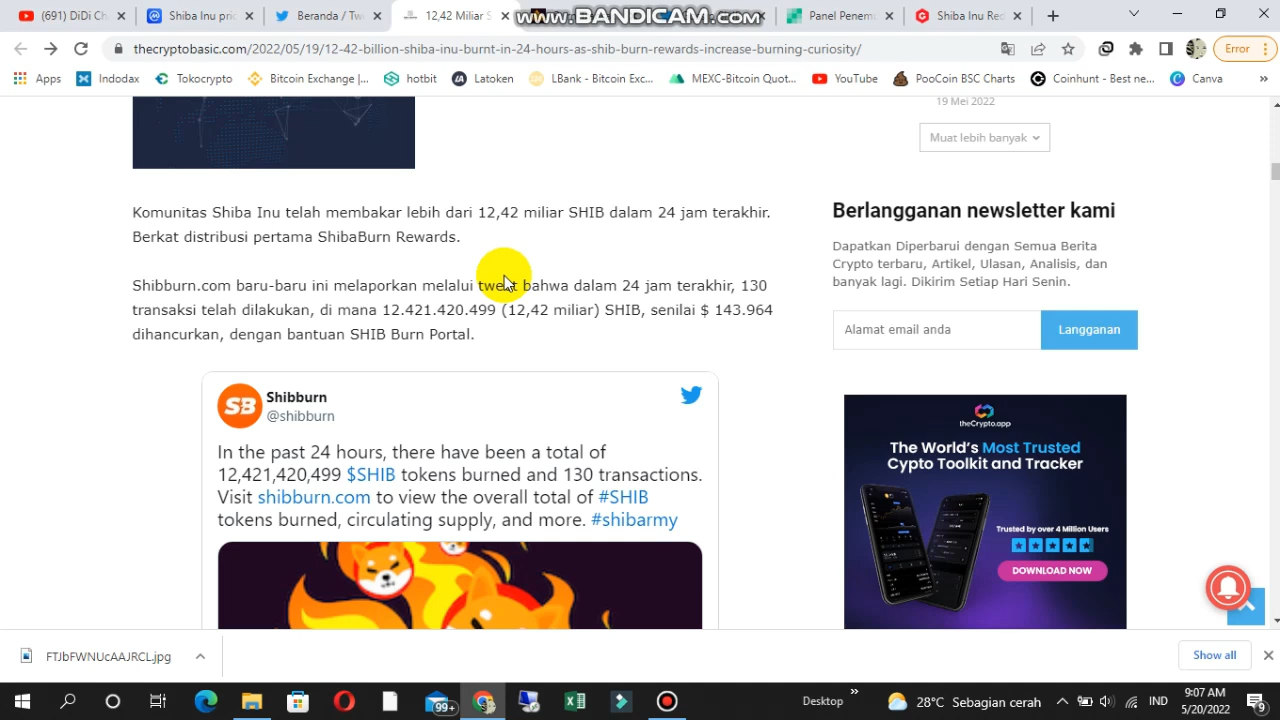 (691) DiDi C
Shiba Inu pric
Beranda / Tw
12,42 Miliar S
www.BANDICAM.com
Panel Penem
Shiba Inu Red
thecryptobasic.com/2022/05/19/12-42-billion-shiba-inu-burnt-in-24-hours-as-shib-burn-rewards-increase-burning-curiosity/
Error
Apps
Indodax
Tokocrypto
Bitcoin Exchange |...
hotbit
Latoken
LBank - Bitcoin Exc...
MEXC-Bitcoin Quot...
YouTube
PooCoin BSC Charts
Coinhunt - Best ne...
Canva
»
19 Mei 2022
Muat lebih banyak
Komunitas Shiba Inu telah membakar lebih dari 12,42 miliar SHIB dalam 24 jam terakhir.
Berkat distribusi pertama ShibaBurn Rewards.
Shibburn.com baru-baru ini melaporkan melalui tweet bahwa dalam 24 jam terakhir, 130
transaksi telah dilakukan, di mana 12.421.420.499 (12,42 miliar) SHIB, senilai $ 143.964
dihancurkan, dengan bantuan SHIB Burn Portal.
SB
Shibburn
@shibburn
In the past 24 hours, there have been a total of
12,421,420,499 $SHIB tokens burned and 130 transactions.
Visit shibburn.com to view the overall total of #SHIB
tokens burned, circulating supply, and more. #shibarmy
Berlangganan newsletter kami
Dapatkan Diperbarui dengan Semua Berita
Crypto terbaru, Artikel, Ulasan, Analisis, dan
banyak lagi. Dikirim Setiap Hari Senin.
Alamat email anda
Langganan
theCrypto.app
The World's Most Trusted
Cypto Toolkit and Tracker
Trusted by over 4 Million Users
DOWNLOAD NOW
FTJbFWNUcAAJRCL.jpg
Show all
99+
Desktop
»
28°C Sebagian cerah
IND
9:07 AM
5/20/2022
9